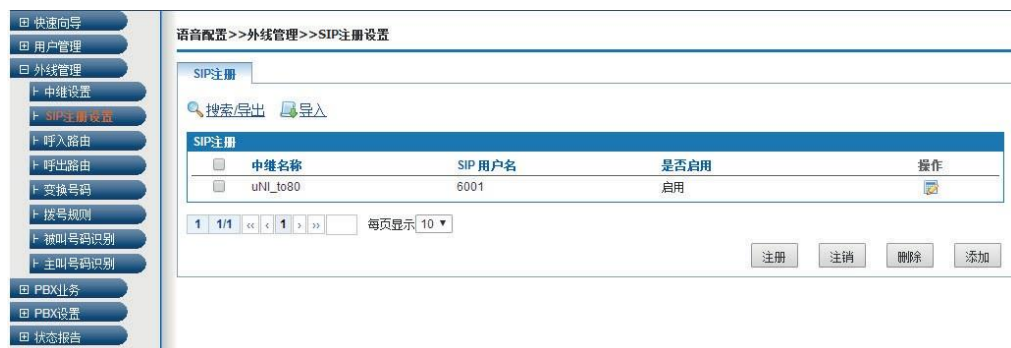 快速向导
用户管理
外线管理
中继设置
SIP注册设置
呼入路由
呼出路由
变换号码
拨号规则
被叫号码识别
主叫号码识别
PBX业务
PBX设置
状态报告
语音配置>>外线管理>>SIP注册设置
SIP注册
搜索/导出 导入
SIP注册
中继名称 SIP 用户名 是否启用 操作
uNI_to80 6001 启用
1 1/1 « ‹ 1 › » 每页显示 10 ▼
注册 注销 删除 添加